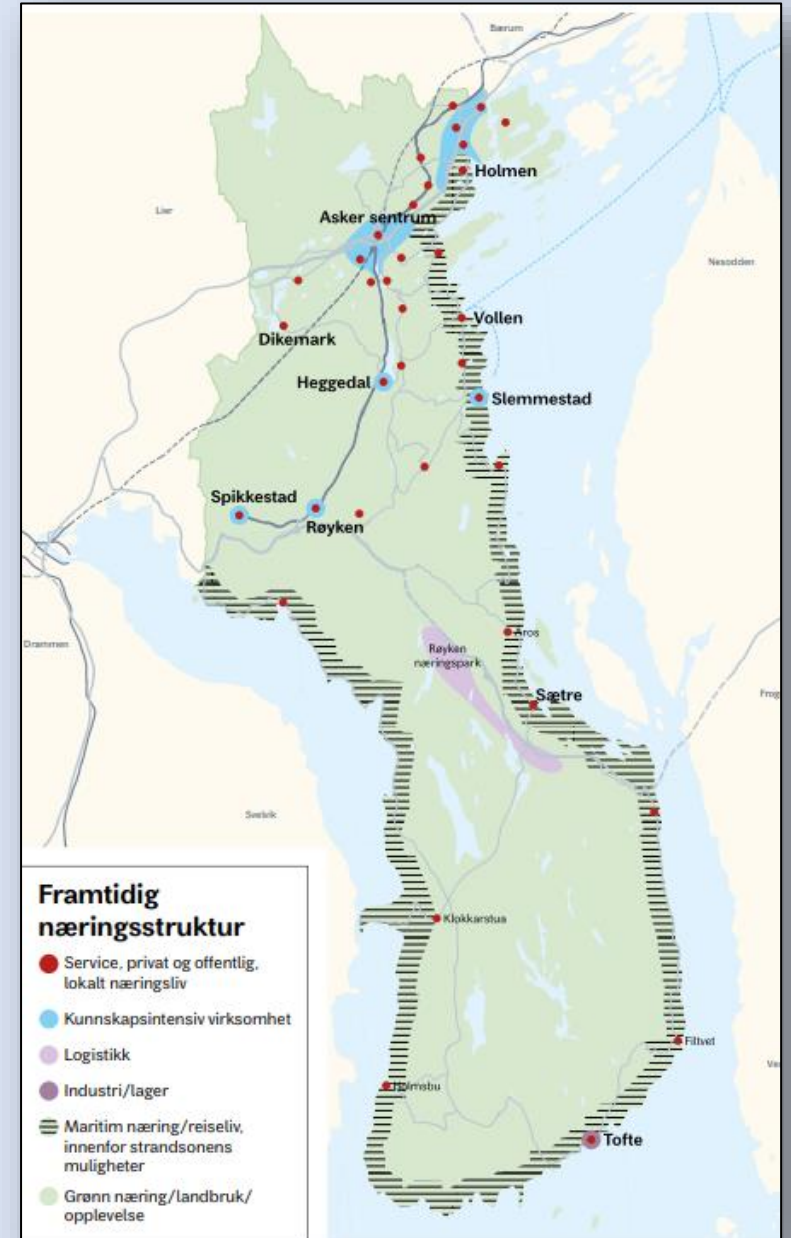 Bærum
Holmen
Lier
Asker sentrum
Nesodden
Vollen
Dikemark
Heggedal
Slemmestad
Spikkestad
Røyken
Åros
Drammen
Røyken
næringspark
Sætre
Svelvik
Klokkarstua
Filtvet
Holmsbu
Tofte
Framtidig
næringsstruktur
Service, privat og offentlig,
lokalt næringsliv
Kunnskapsintensiv virksomhet
Logistikk
Industri/lager
Maritim næring/reiseliv,
innenfor strandsonens
muligheter
Grønn næring/landbruk/
opplevelse